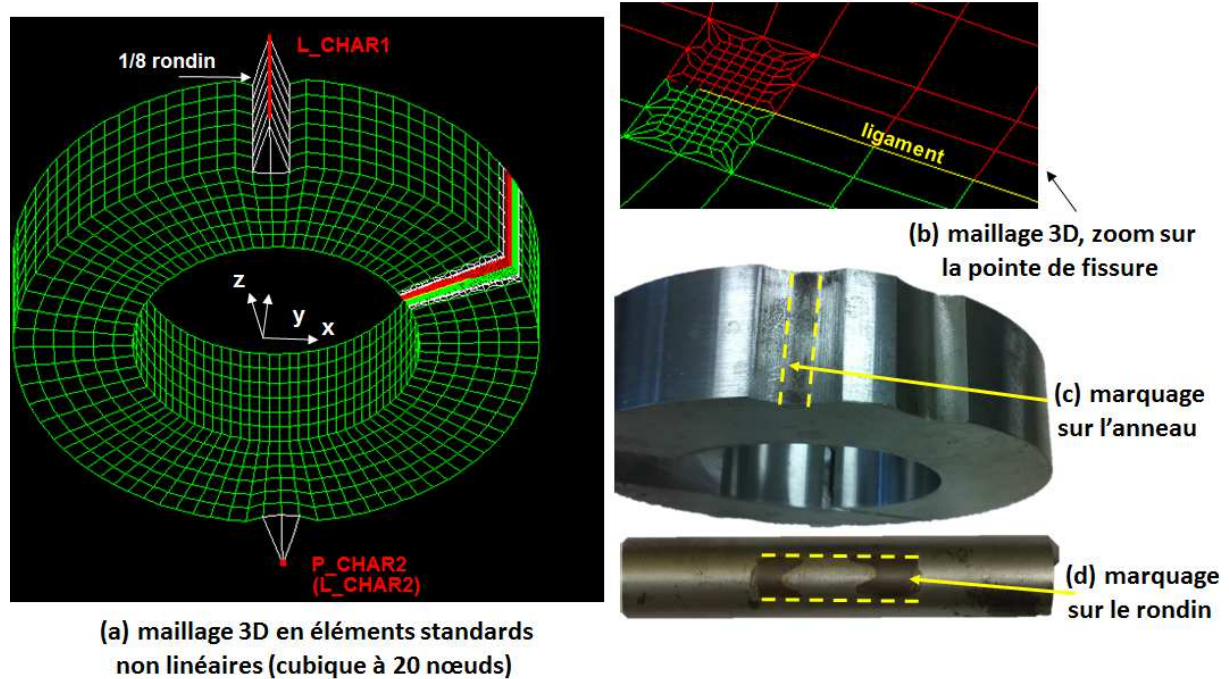 L_CHAR1
1/8 rondin
z
y
x
P_CHAR2
(L_CHAR2)
(a) maillage 3D en éléments standards
non linéaires (cubique à 20 nœuds)
ligament
(b) maillage 3D, zoom sur
la pointe de fissure
(c) marquage
sur l'anneau
(d) marquage
sur le rondin